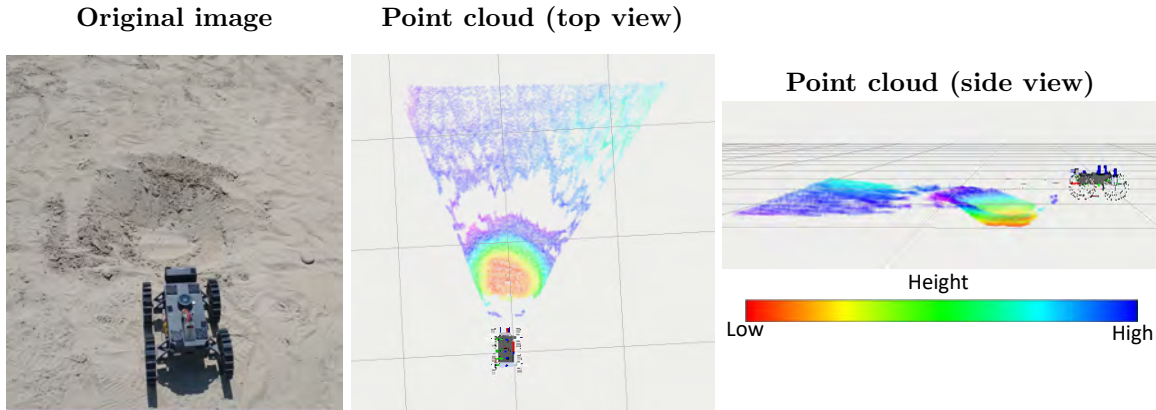 Original image
Point cloud (top view)
Point cloud (side view)
Height
Low
High